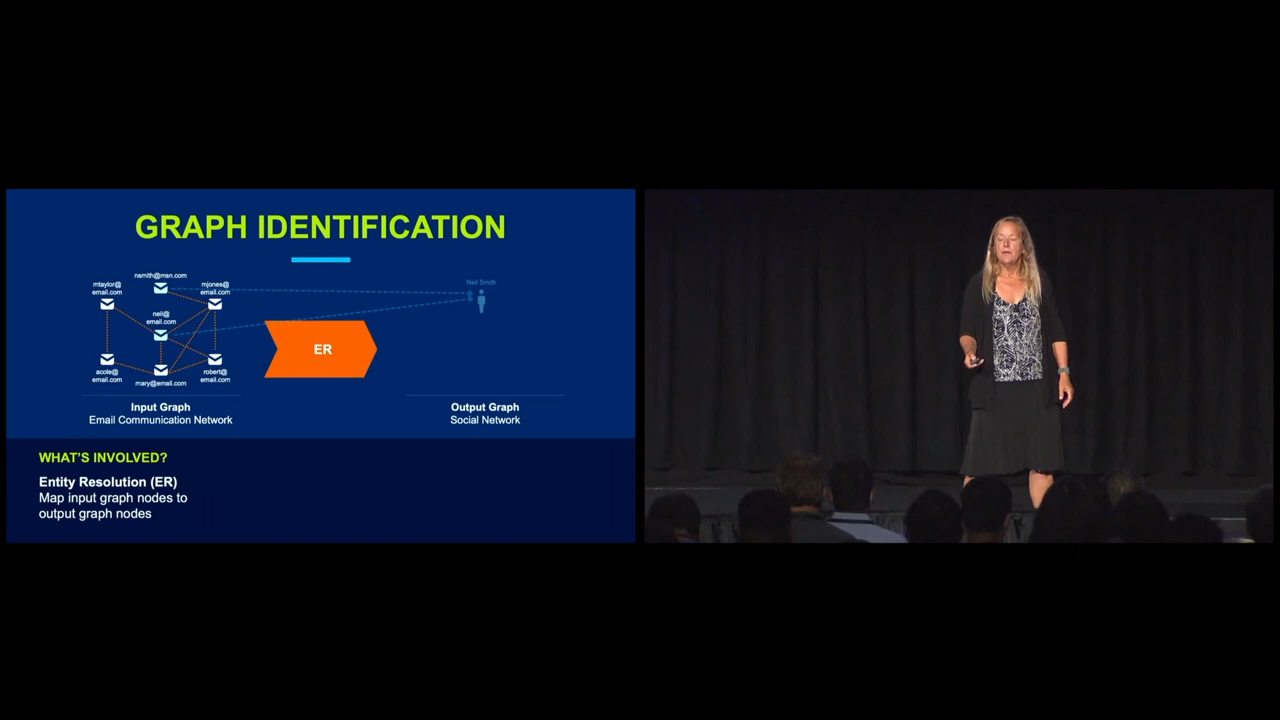 GRAPH IDENTIFICATION
nsmith@msn.com
mtaylor@
email.com
mjones@
email.com
neil@
email.com
acole@
email.com
mary@email.com
robert@
email.com
Neil Smith
ER
Input Graph
Email Communication Network
Output Graph
Social Network
WHAT'S INVOLVED?
Entity Resolution (ER)
Map input graph nodes to
output graph nodes